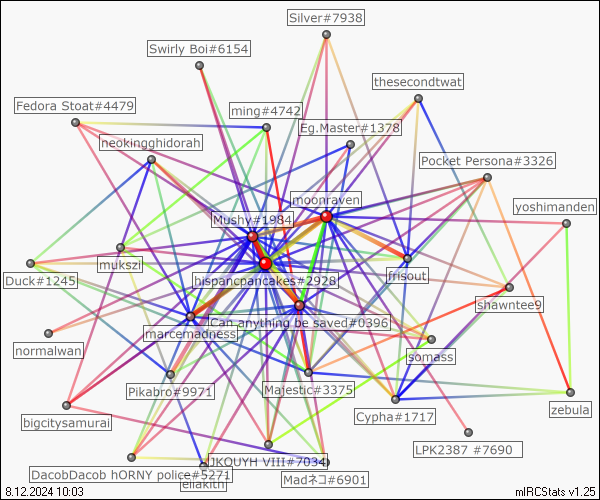 Silver#7938
Swirly Boi#6154
thesecondtwat
Fedora Stoat#4479
ming#4742
Eg.Master#1378
neokingghidorah
Pocket Persona#3326
moonraven
yoshimanden
Mushy#1984
mukszi
Duck#1245
hispancpancakes#2928
frisout
shawntee9
marcemadness
Can anything be saved#0396
normalwan
somass
Pikabro#9971
Majestic#3375
zebula
bigcitysamurai
Cypha#1717
LPK2387 #7690
JKQUYH VIII#7034
DacobDacob hORNY police#5271
ellakith
Madネコ#6901
8.12.2024 10:03
mIRCStats v1.25